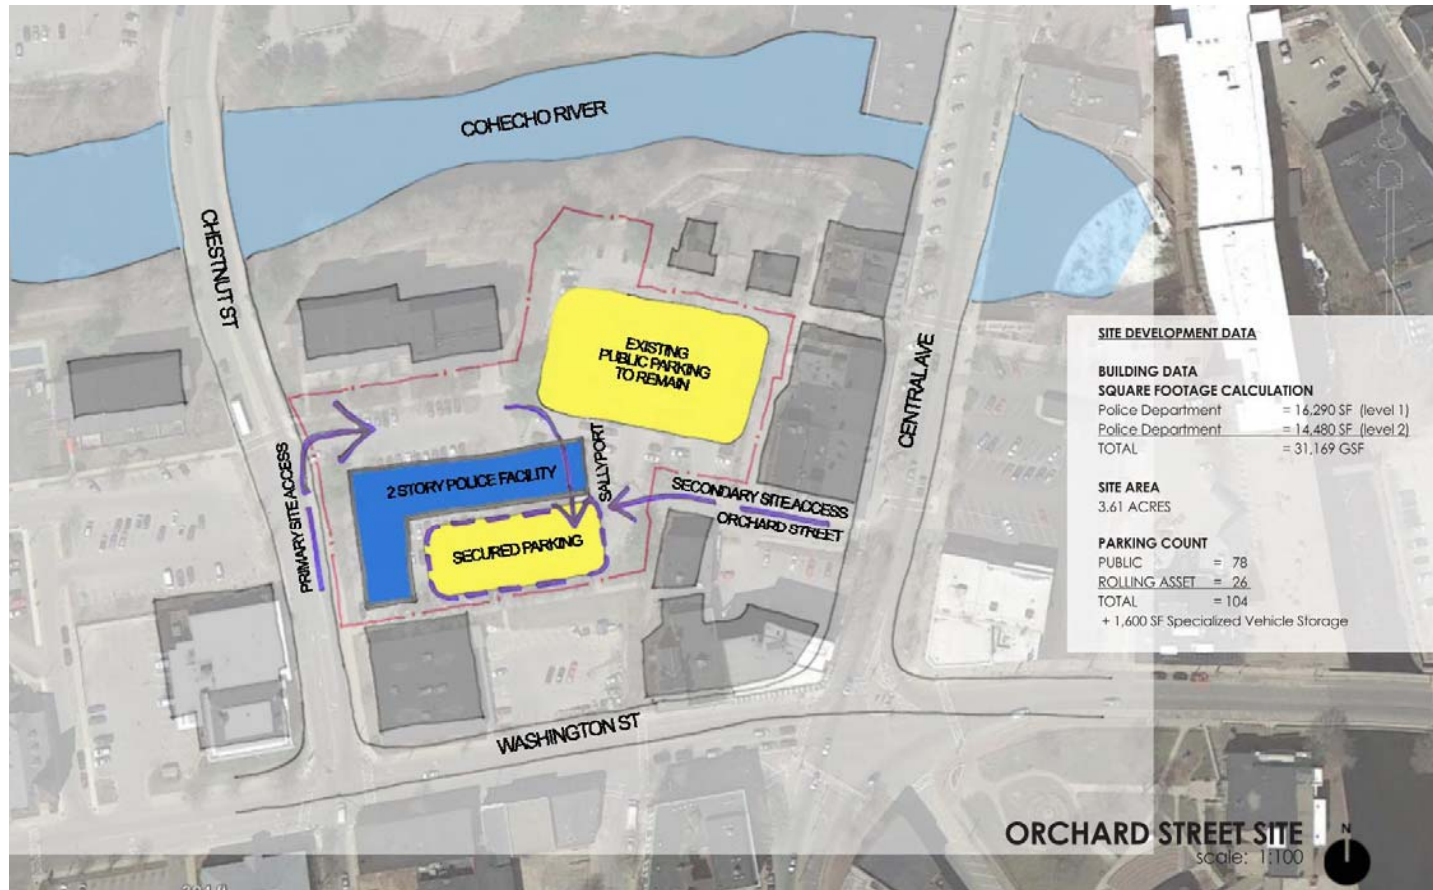 COHECHO RIVER
CHESTNUT ST
CENTRAL AVE
EXISTING
PUBLIC PARKING
TO REMAIN
PRIMARY SITE ACCESS
2 STORY POLICE FACILITY
SALLYPORT
SECONDARY SITE ACCESS
ORCHARD STREET
SECURED PARKING
WASHINGTON ST
SITE DEVELOPMENT DATA
BUILDING DATA
SQUARE FOOTAGE CALCULATION
Police Department = 16,290 SF (level 1)
Police Department = 14,480 SF (level 2)
TOTAL = 31,169 GSF
SITE AREA
3.61 ACRES
PARKING COUNT
PUBLIC = 78
ROLLING ASSET = 26
TOTAL = 104
+ 1,600 SF Specialized Vehicle Storage
ORCHARD STREET SITE
scale: 1:100
N